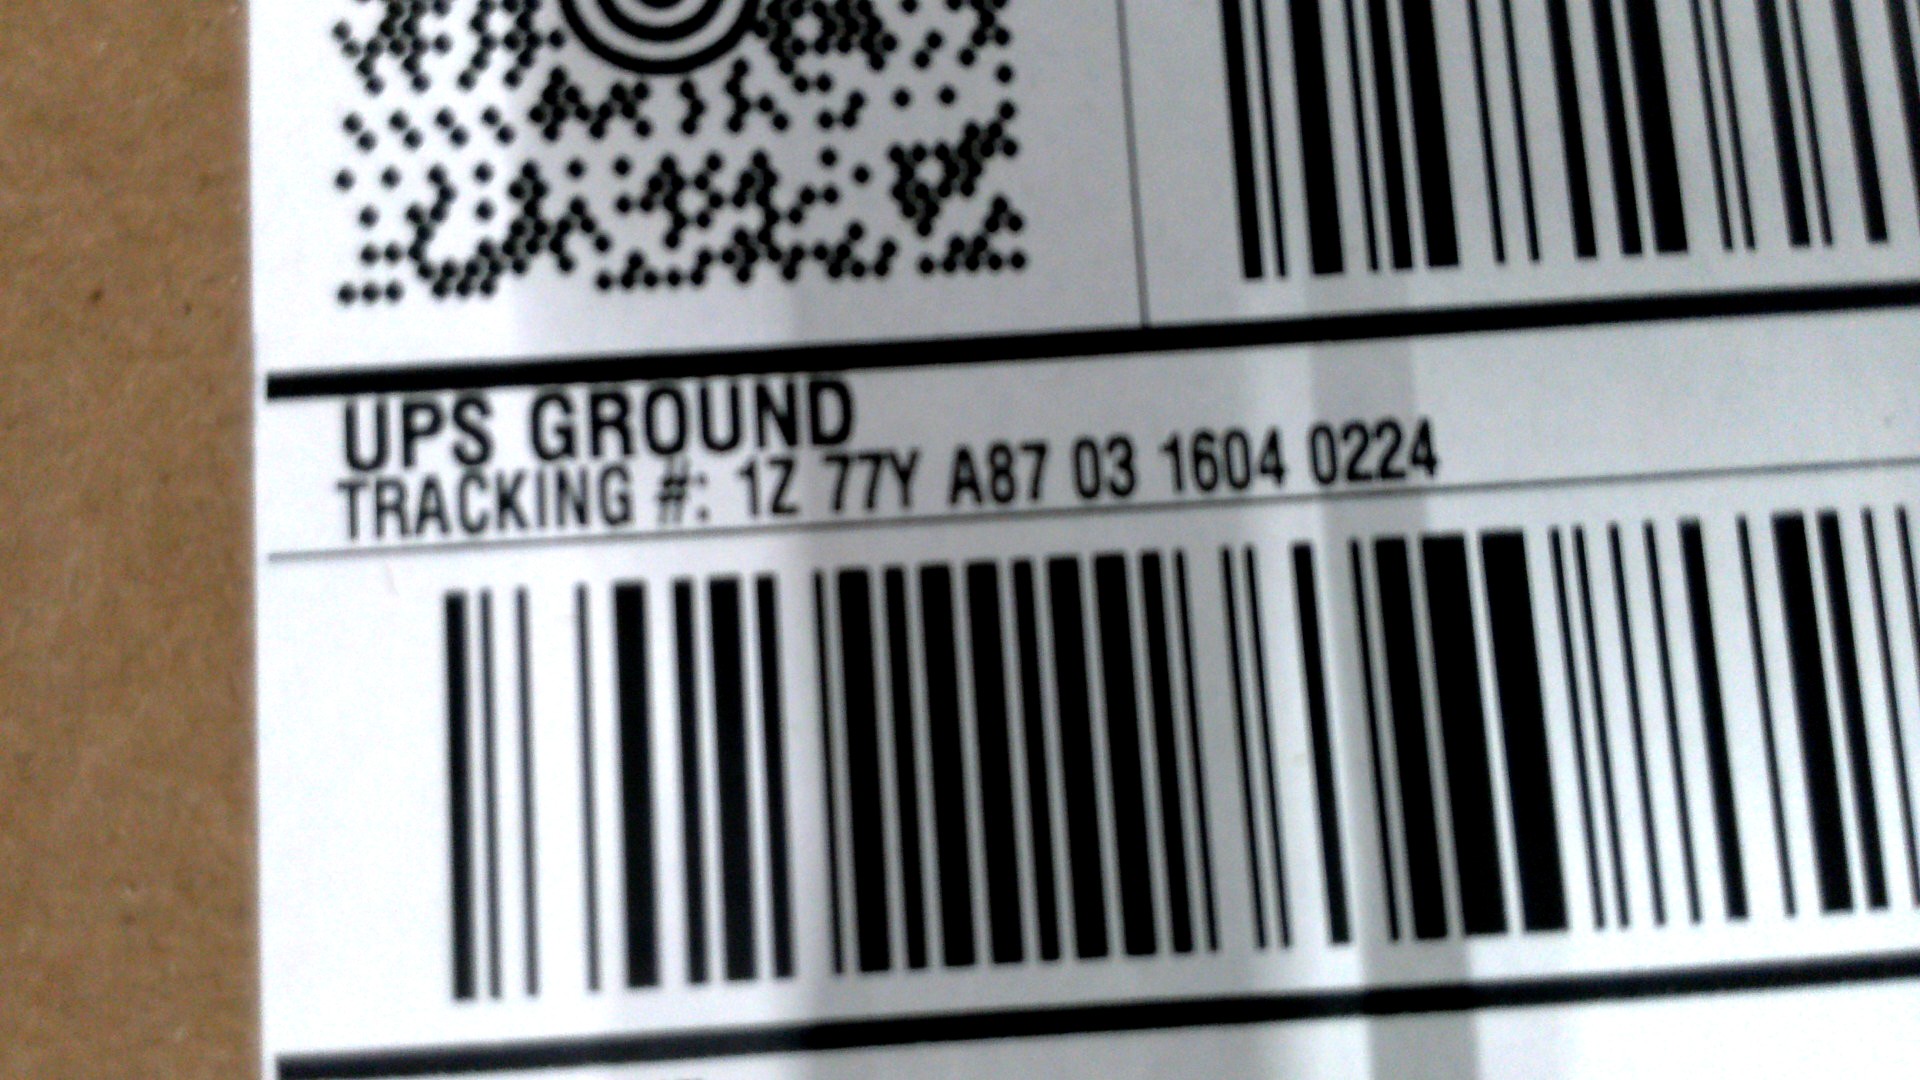 UPS GROUND
TRACKING #: 1Z 77Y A87 03 1604 0224